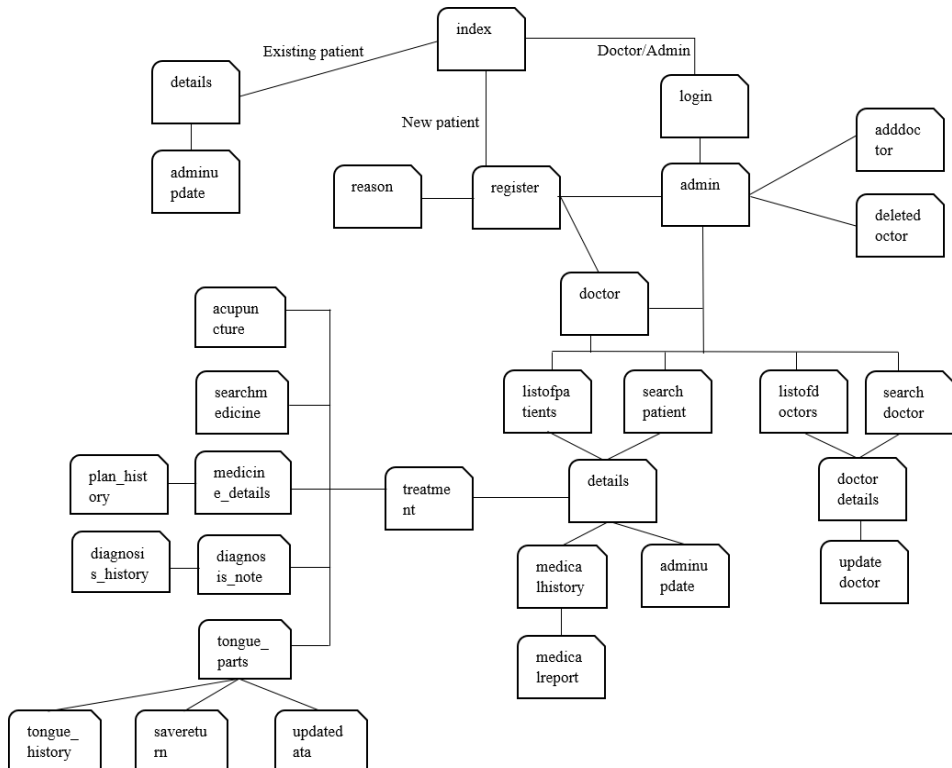 index
Existing patient
Doctor/Admin
details
login
adddoc
tor
New patient
adminu
pdate
reason
register
admin
deleted
octor
doctor
acupun
cture
listofpa
tients
search
patient
listofd
octors
search
doctor
searchm
edicine
plan_hist
ory
medicin
e_details
treatme
nt
details
doctor
details
diagnosi
s_history
diagnos
is_note
medica
lhistory
adminu
pdate
update
doctor
tongue_
parts
medica
lreport
tongue_
history
saveretu
rn
updated
ata